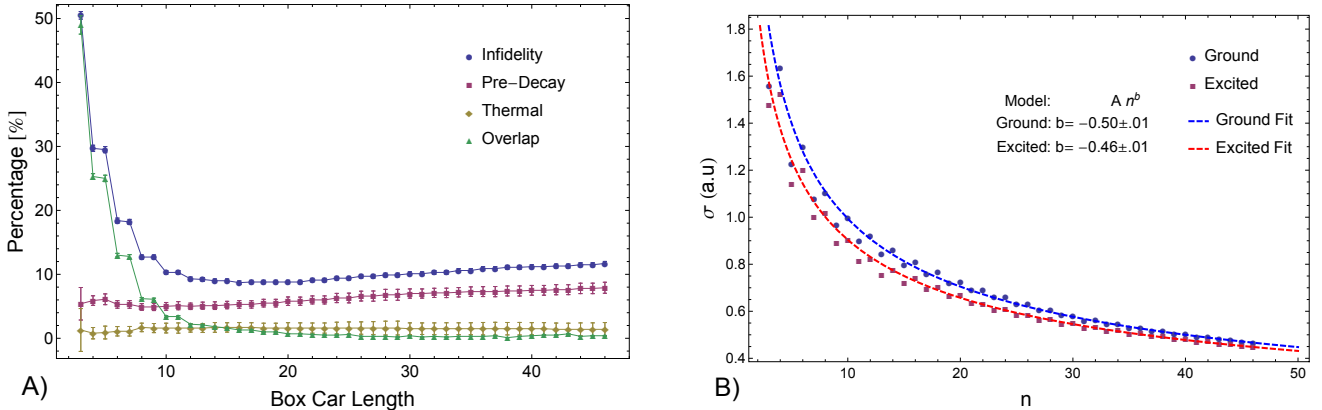 50
40
30
20
10
0
Percentage [%]
Infidelity
Pre-Decay
Thermal
Overlap
10
20
30
40
Box Car Length
A)
1.8
1.6
1.4
1.2
1.0
0.8
0.6
0.4
σ (a.u)
Model: A n^b
Ground: b= -0.50±.01
Excited: b= -0.46±.01
Ground
Excited
Ground Fit
Excited Fit
0
10
20
30
40
50
n
B)